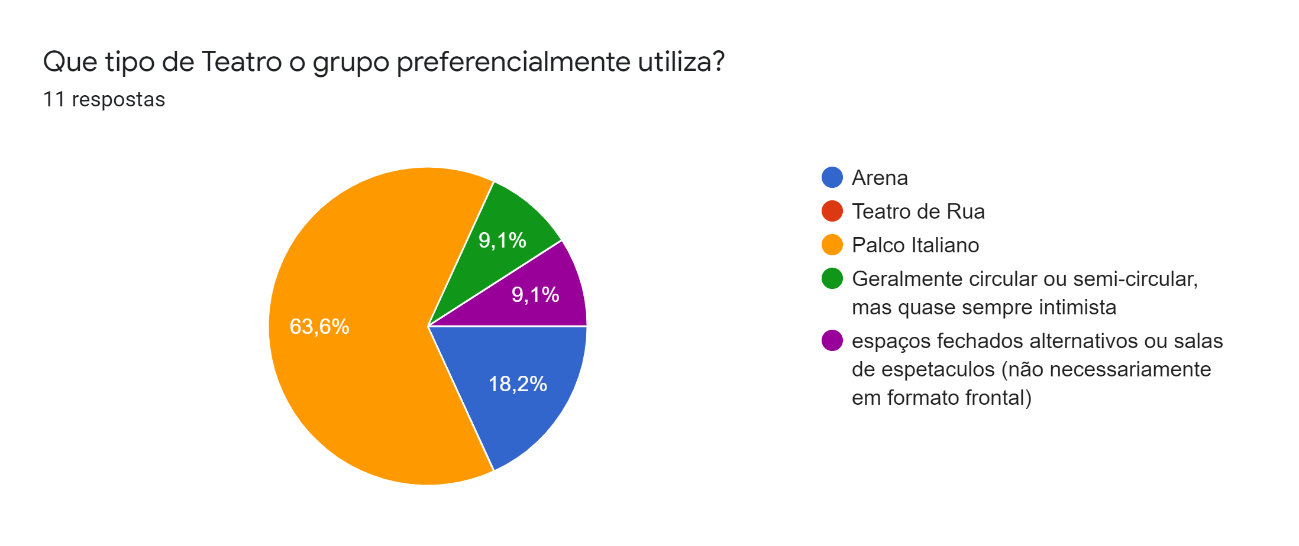 Que tipo de Teatro o grupo preferencialmente utiliza?
11 respostas
63,6%
9,1%
9,1%
18,2%
Arena
Teatro de Rua
Palco Italiano
Geralmente circular ou semi-circular,
mas quase sempre intimista
espaços fechados alternativos ou salas
de espetaculos (não necessariamente
em formato frontal)